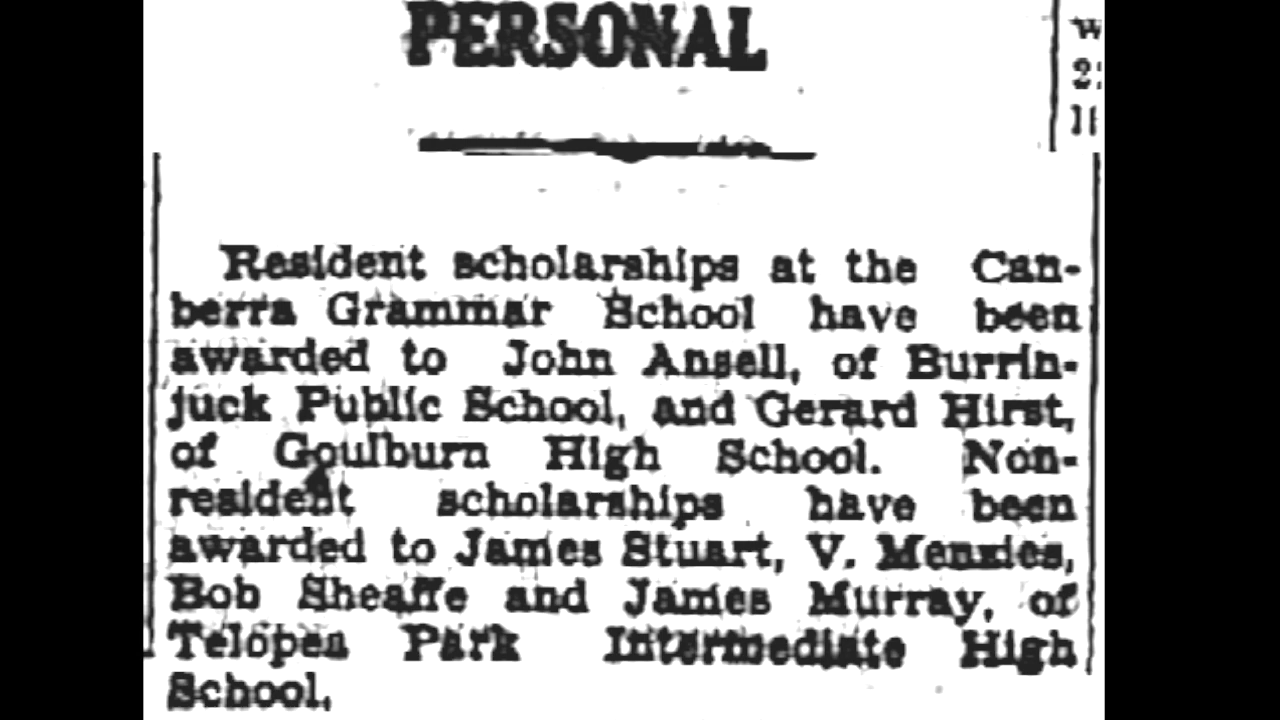 PERSONAL
Resident scholarships at the Can-
berra Grammar School have been
awarded to John Ansell, of Burrin-
juck Public School, and Gerard Hirst,
of Goulburn High School. Non-
resident scholarships have been
awarded to James Stuart, V. Menzies,
Bob Sheaffe and James Murray, of
Telopea Park Intermediate High
School.